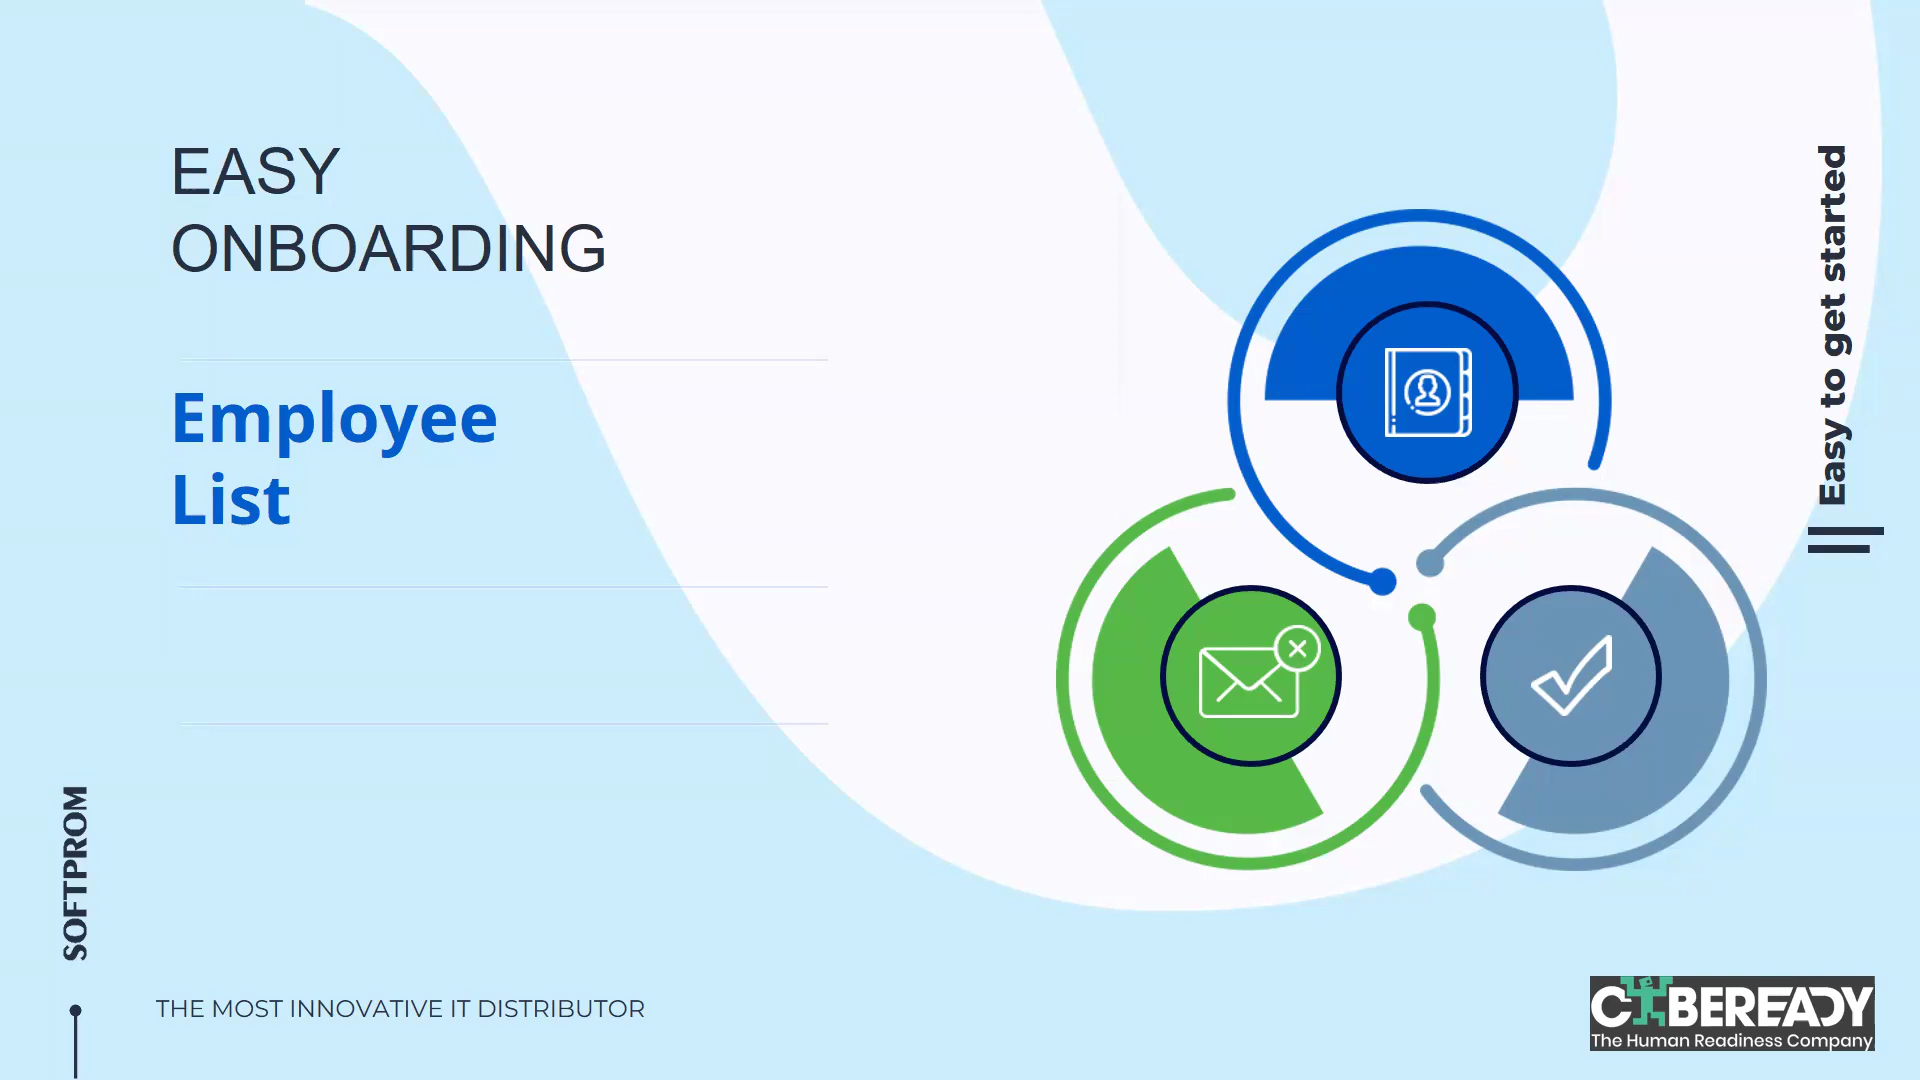 EASY
ONBOARDING
Employee
List
Easy to get started
SOFTPROM
THE MOST INNOVATIVE IT DISTRIBUTOR
CYBEREADY
The Human Readiness Company